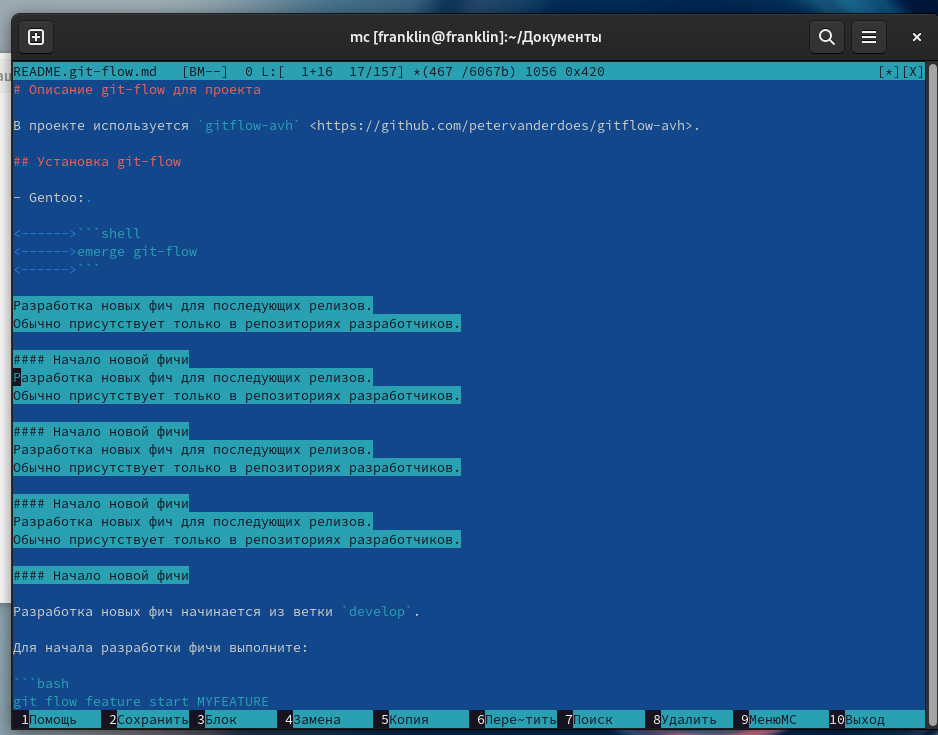 mc [franklin@franklin]:~/Документы
README.git-flow.md   [BM--]  0 L:[  1+16  17/157] *(467 /6067b) 1056 0x420 [*][X]
# Описание git-flow для проекта
В проекте используется `gitflow-avh` <https://github.com/petervanderdoes/gitflow-avh>.
## Установка git-flow
- Gentoo:.
<------>```shell
<------>emerge git-flow
<------>```
Разработка новых фич для последующих релизов.
Обычно присутствует только в репозиториях разработчиков.
#### Начало новой фичи
Разработка новых фич для последующих релизов.
Обычно присутствует только в репозиториях разработчиков.
#### Начало новой фичи
Разработка новых фич для последующих релизов.
Обычно присутствует только в репозиториях разработчиков.
#### Начало новой фичи
Разработка новых фич для последующих релизов.
Обычно присутствует только в репозиториях разработчиков.
#### Начало новой фичи
Разработка новых фич начинается из ветки `develop`.
Для начала разработки фичи выполните:
```bash
git flow feature start MYFEATURE
1Помощь 2Сохранить 3Блок 4Замена 5Копия 6Пере~тить 7Поиск 8Удалить 9МенюMC 10Выход